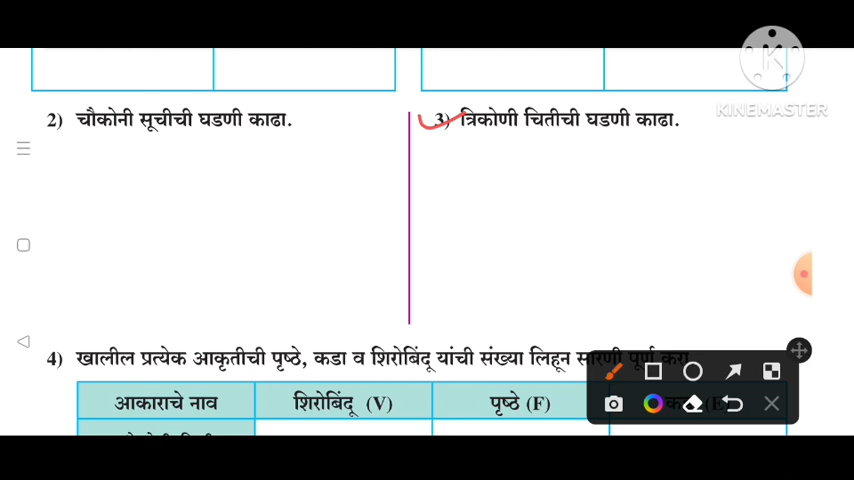 KINEMASTER
2) चौकोनी सूचीची घडणी काढा.
3) त्रिकोणी चितीची घडणी काढा.
4) खालील प्रत्येक आकृतीची पृष्ठे, कडा व शिरोबिंदू यांची संख्या लिहून सारणी पूर्ण करा
आकाराचे नाव शिरोबिंदू (V) पृष्ठे (F)